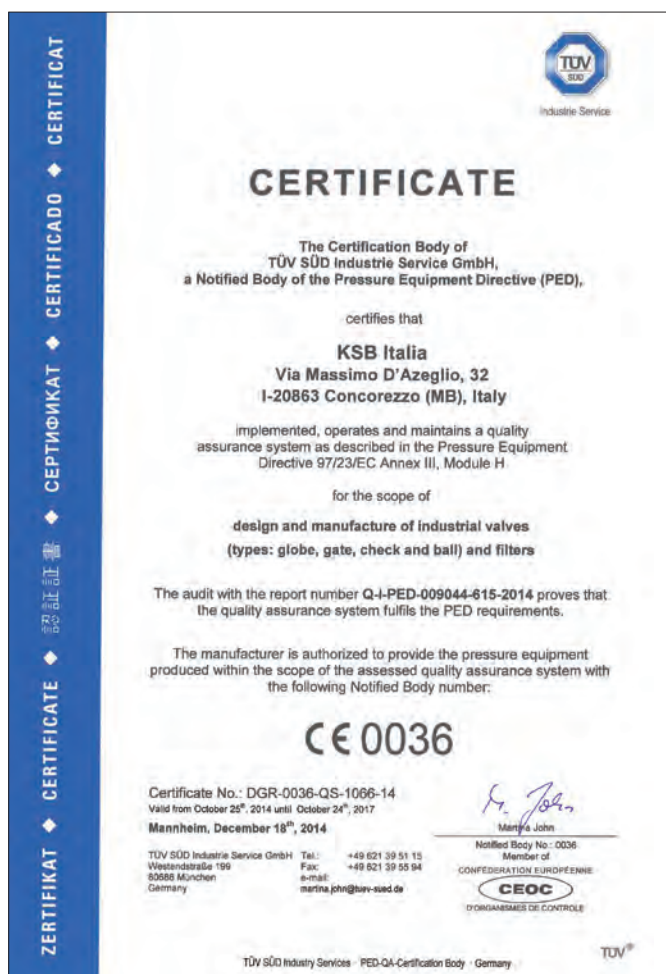 ZERTIFIKAT ◆ CERTIFICATE ◆ 認証証書 ◆ СЕРТИФИКАТ ◆ CERTIFICADO ◆ CERTIFICAT
TÜV
SÜD
Industrie Service
CERTIFICATE
The Certification Body of
TÜV SÜD Industrie Service GmbH,
a Notified Body of the Pressure Equipment Directive (PED),
certifies that
KSB Italia
Via Massimo D'Azeglio, 32
I-20863 Concorezzo (MB), Italy
implemented, operates and maintains a quality
assurance system as described in the Pressure Equipment
Directive 97/23/EC Annex III, Module H
for the scope of
design and manufacture of industrial valves
(types: globe, gate, check and ball) and filters
The audit with the report number Q-I-PED-009044-615-2014 proves that
the quality assurance system fulfils the PED requirements.
The manufacturer is authorized to provide the pressure equipment
produced within the scope of the assessed quality assurance system with
the following Notified Body number:
CE 0036
Certificate No.: DGR-0036-QS-1066-14
Valid from October 25th, 2014 until October 24th, 2017
Mannheim, December 18th, 2014
M. John
Martina John
TÜV SÜD Industrie Service GmbH Tel.: +49 621 39 51 15
Westendstraße 199 Fax: +49 621 39 55 94
80686 München e-mail:
Germany martina.john@tuev-sued.de
Notified Body No.: 0036
Member of
CONFÉDÉRATION EUROPÉENNE
CEOC
D'ORGANISMES DE CONTROLE
TÜV SÜD Industry Services · PED-QA-Certification Body · Germany
TÜV®